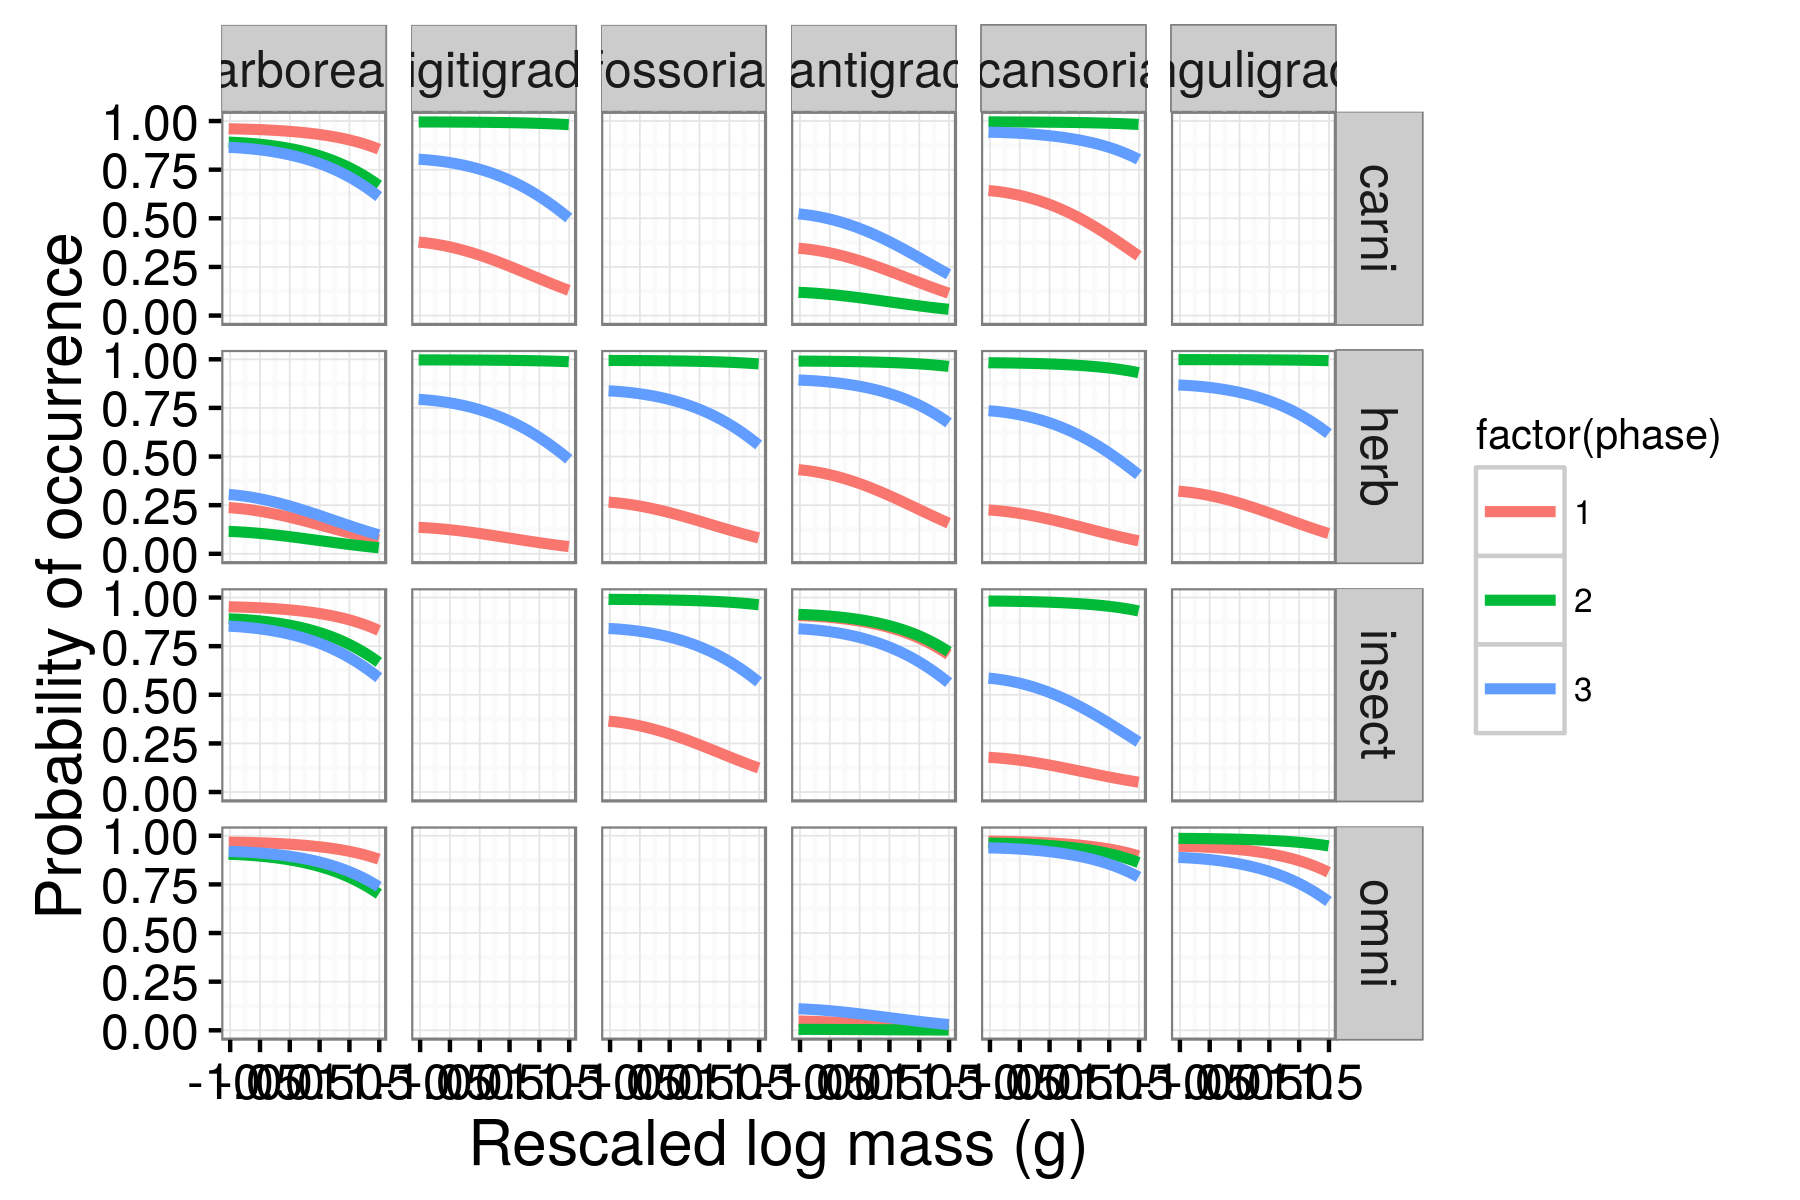 arboreal igitigrad fossorial antigrad cansoria nguligrad
1.00
0.75
0.50
0.25
0.00
carni
1.00
0.75
0.50
0.25
0.00
herb
1.00
0.75
0.50
0.25
0.00
insect
1.00
0.75
0.50
0.25
0.00
omni
Probability of occurrence
Rescaled log mass (g)
factor(phase)
1
2
3